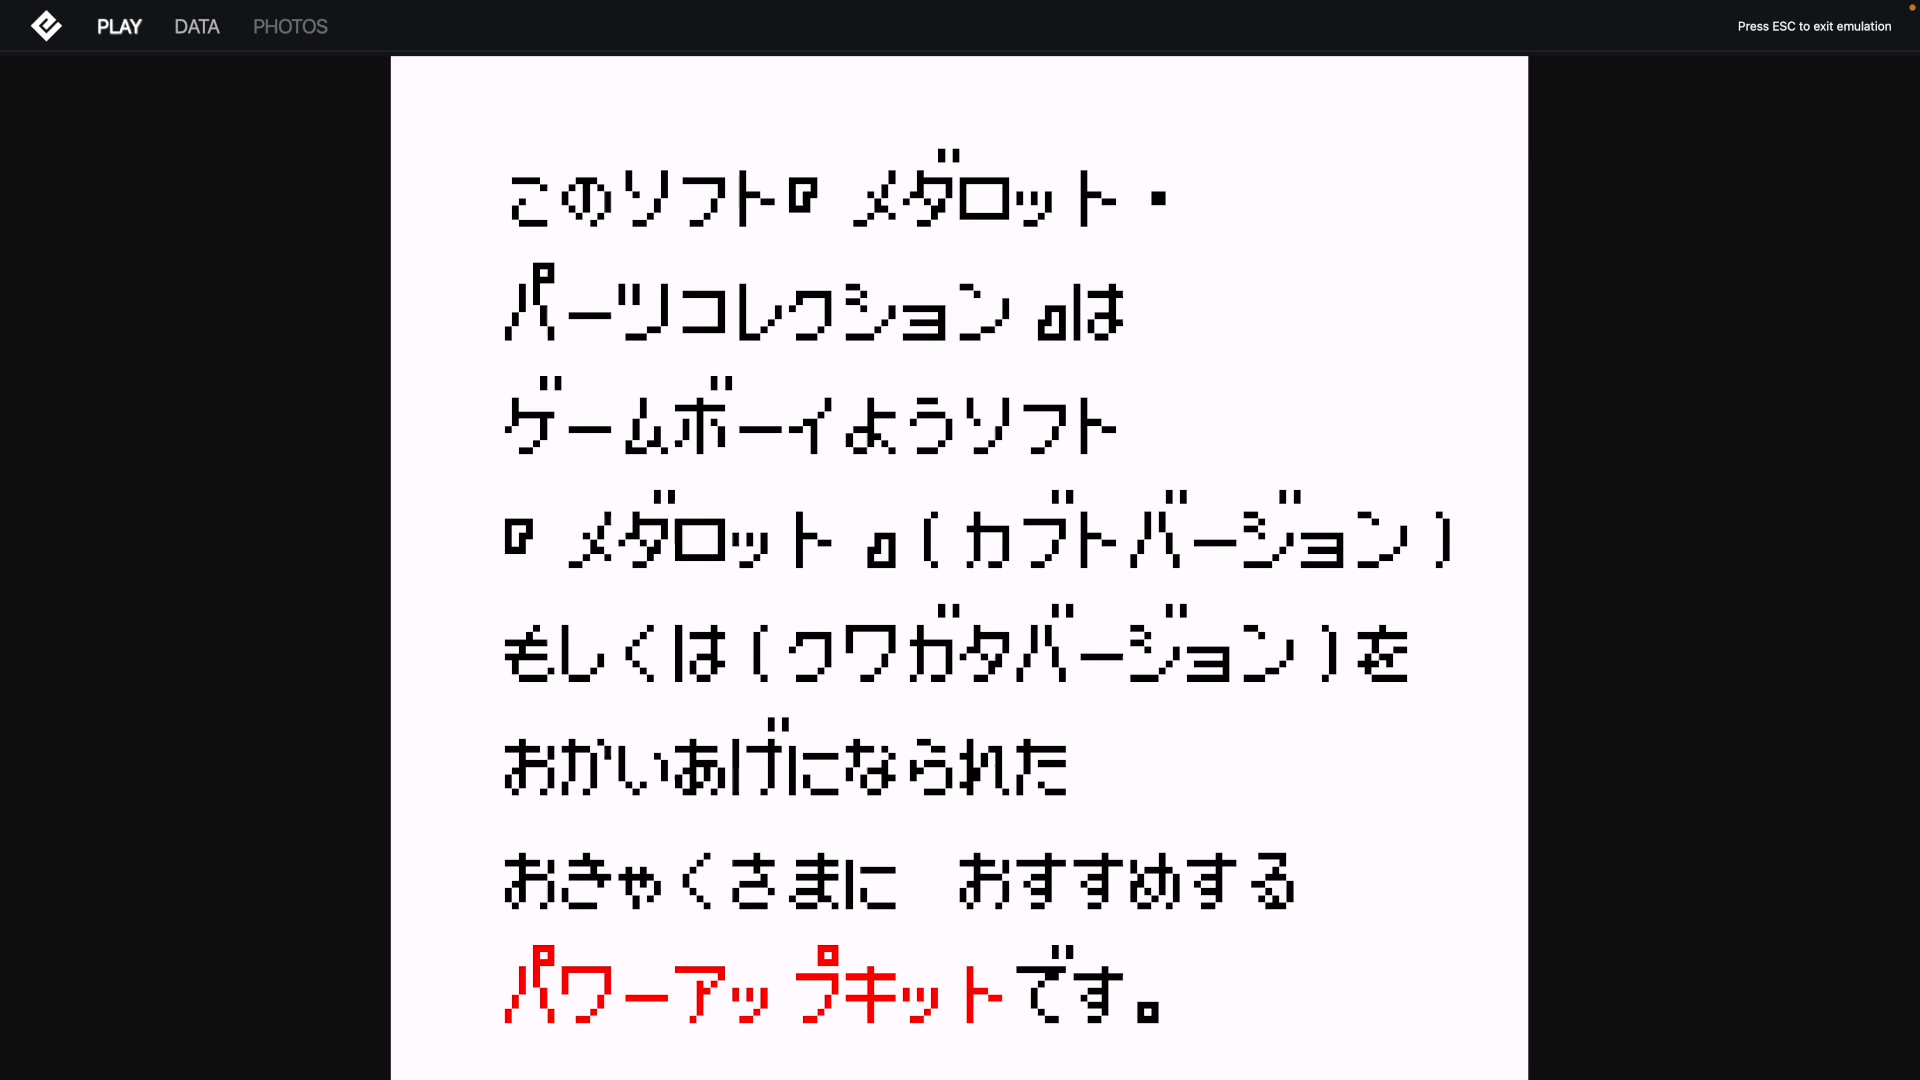 PLAY DATA PHOTOS
Press ESC to exit emulation
このソフト『メダロット・
パーツコレクション』は
ゲームボーイようソフト
『メダロット』(カブトバージョン)
もしくは(クワガタバージョン)を
おかいあげになられた
おきゃくさまに　おすすめする
パワーアップキットです。